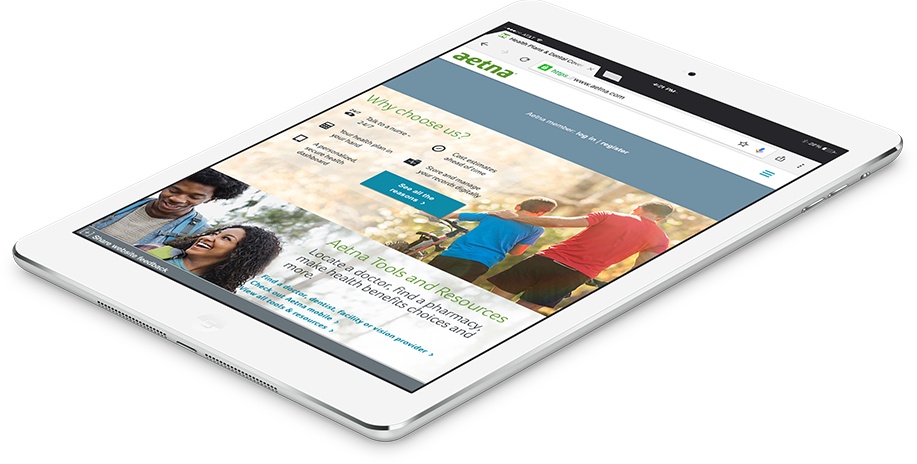 AT&T
4:21 PM
Health Plans & Dental Cove
https://www.aetna.com
aetna
Aetna member: log in | register
Why choose us?
24/7
Talk to a nurse -
24/7
Your health plan in
your hand
A personalized,
secure health
dashboard
Cost estimates
ahead of time
Store and manage
your records digitally
See all the
reasons >
Aetna Tools and Resources
Locate a doctor, find a pharmacy,
make health benefits choices and
more.
Find a doctor, dentist, facility or vision provider >
Check out Aetna mobile >
View all tools & resources >
Share website feedback